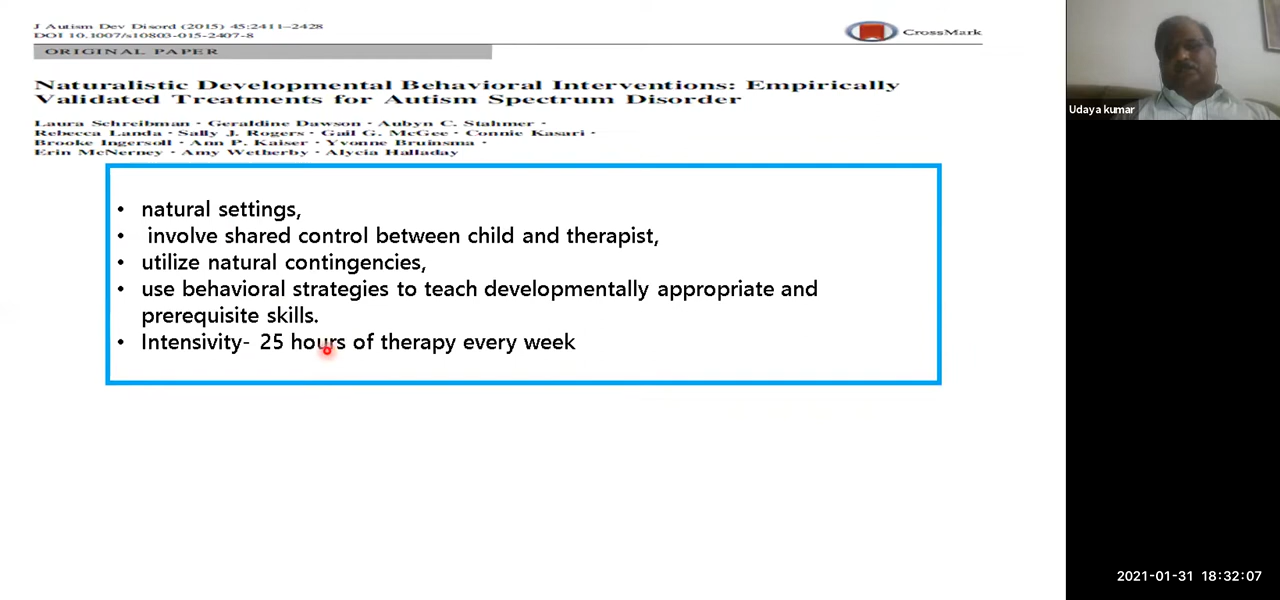 J Autism Dev Disord (2015) 45:2411–2428
DOI 10.1007/s10803-015-2407-8
CrossMark
ORIGINAL PAPER
Naturalistic Developmental Behavioral Interventions: Empirically
Validated Treatments for Autism Spectrum Disorder
Laura Schreibman · Geraldine Dawson · Aubyn C. Stahmer ·
Rebecca Landa · Sally J. Rogers · Gail G. McGee · Connie Kasari ·
Brooke Ingersoll · Ann P. Kaiser · Yvonne Bruinsma ·
Erin McNerney · Amy Wetherby · Alycia Halladay
• natural settings,
• involve shared control between child and therapist,
• utilize natural contingencies,
• use behavioral strategies to teach developmentally appropriate and
prerequisite skills.
• Intensivity- 25 hours of therapy every week
Udaya kumar
2021-01-31 18:32:07